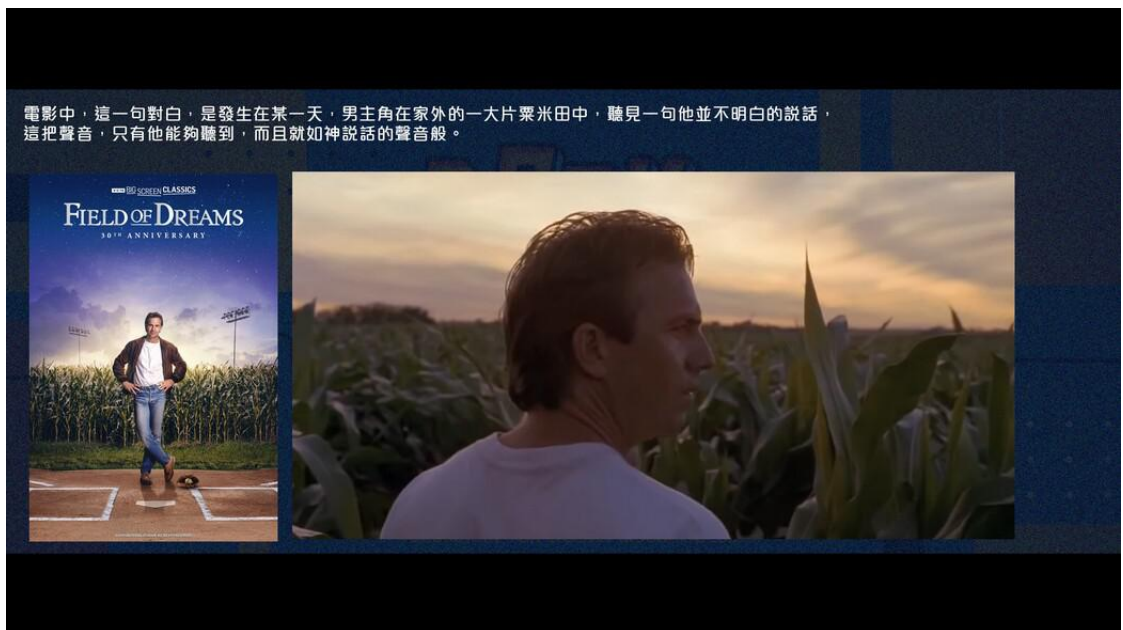 電影中，這一句對白，是發生在某一天，男主角在家外的一大片粟米田中，聽見一句他並不明白的説話，
這把聲音，只有他能夠聽到，而且就如神説話的聲音般。
BIG SCREEN CLASSICS
FIELD OF DREAMS
30TH ANNIVERSARY